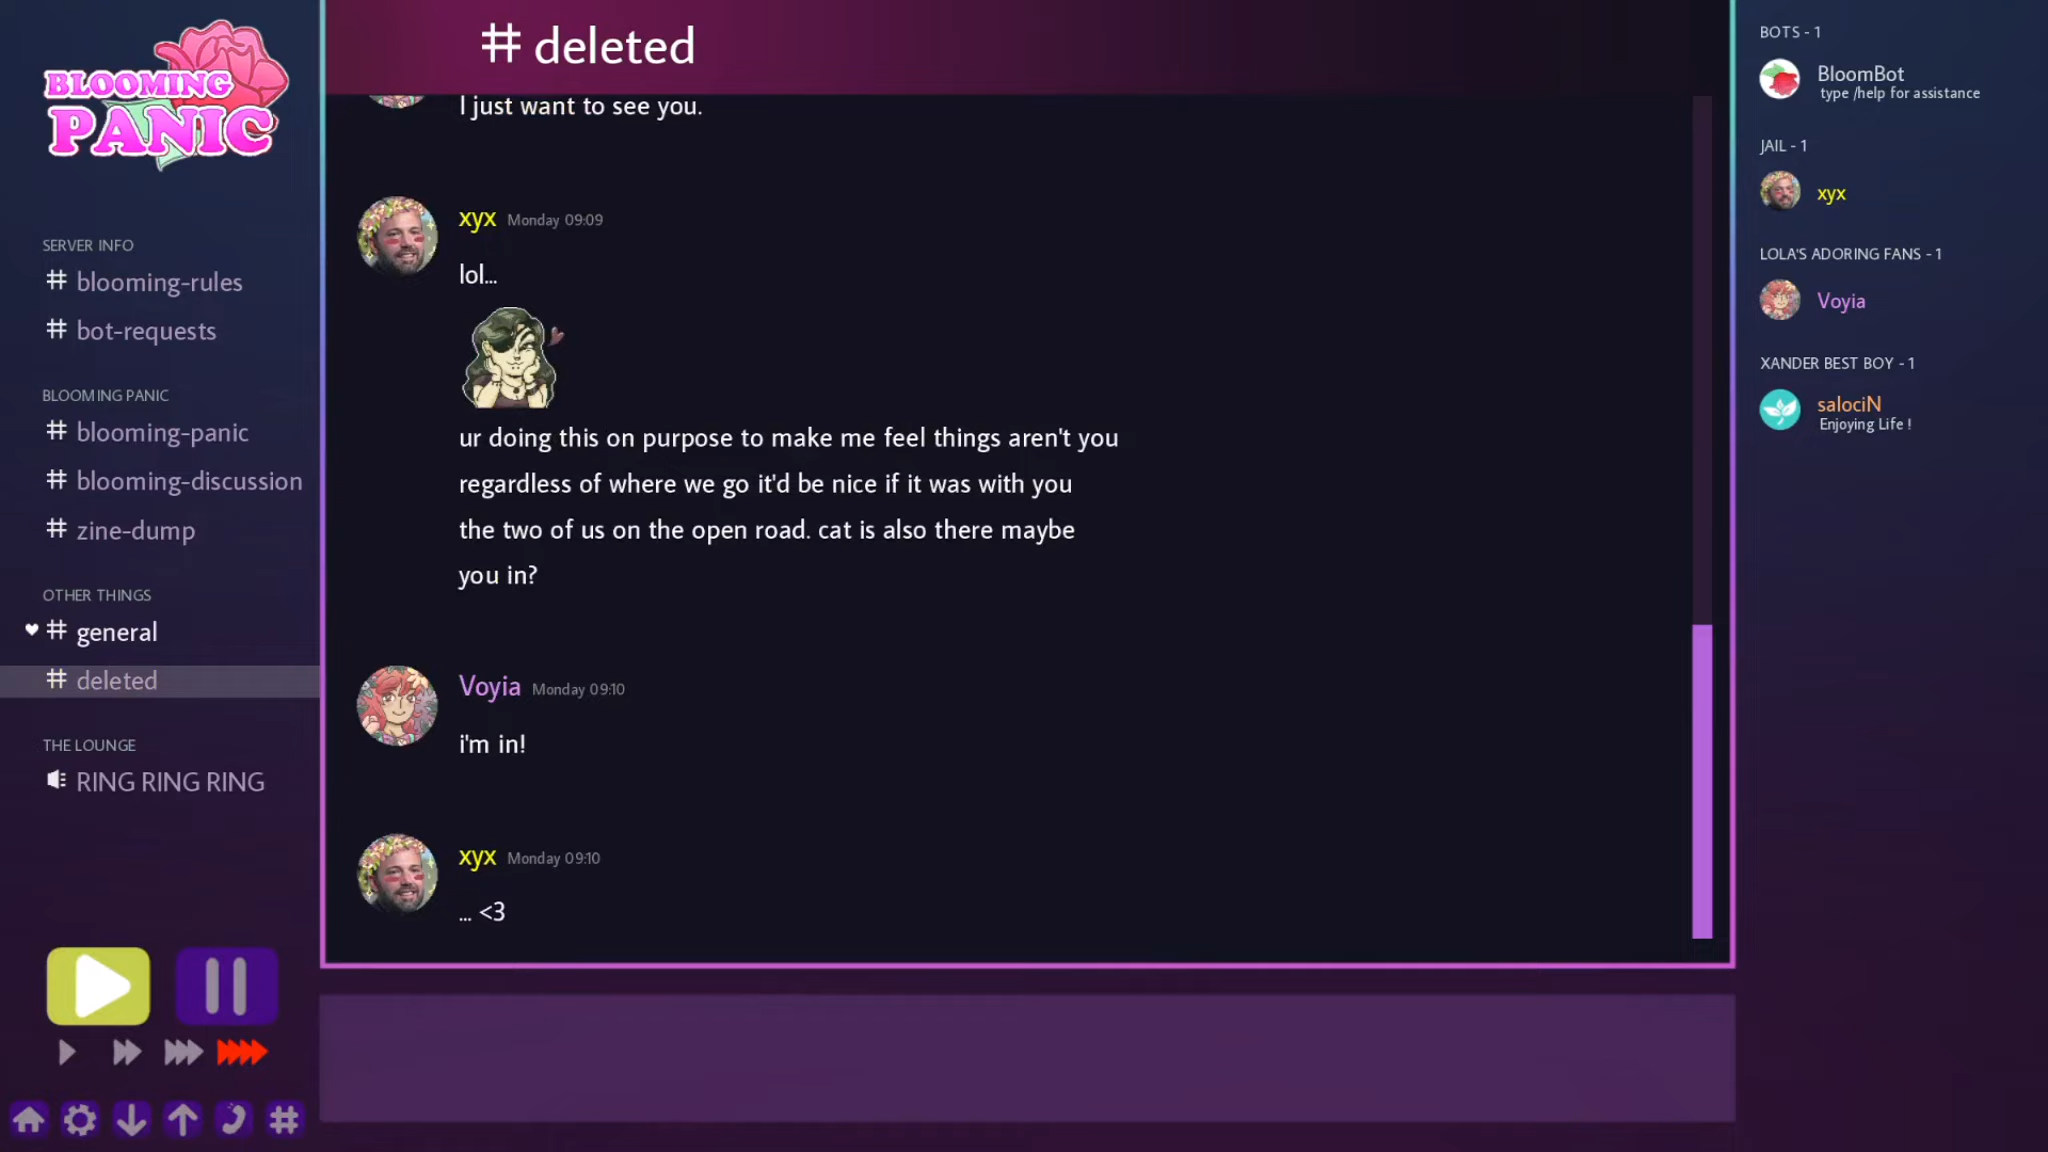 BLOOMING
PANIC
SERVER INFO
# blooming-rules
# bot-requests
BLOOMING PANIC
# blooming-panic
# blooming-discussion
# zine-dump
OTHER THINGS
# general
# deleted
THE LOUNGE
RING RING RING
# deleted
I just want to see you.
xyx Monday 09:09
lol...
ur doing this on purpose to make me feel things aren't you
regardless of where we go it'd be nice if it was with you
the two of us on the open road. cat is also there maybe
you in?
Voyia Monday 09:10
i'm in!
xyx Monday 09:10
... <3
BOTS - 1
BloomBot
type /help for assistance
JAIL - 1
xyx
LOLA'S ADORING FANS - 1
Voyia
XANDER BEST BOY - 1
salociN
Enjoying Life !